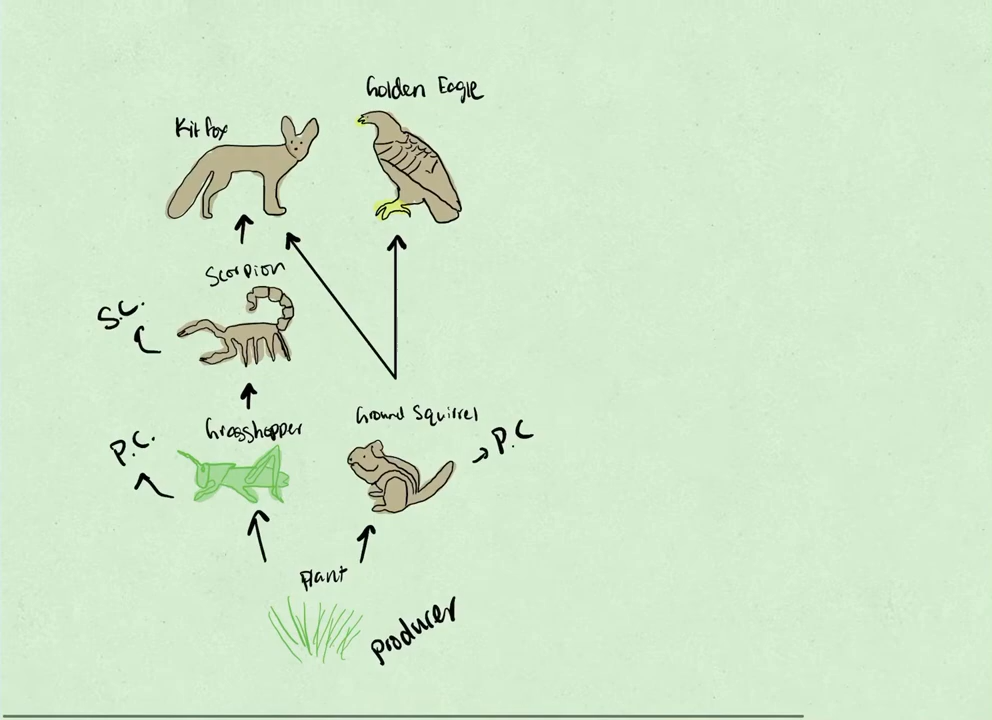 Golden Eagle
Kit fox
Scorpion
S.C.
Grasshopper
Ground Squirrel
P.C.
P.C
Plant
producer